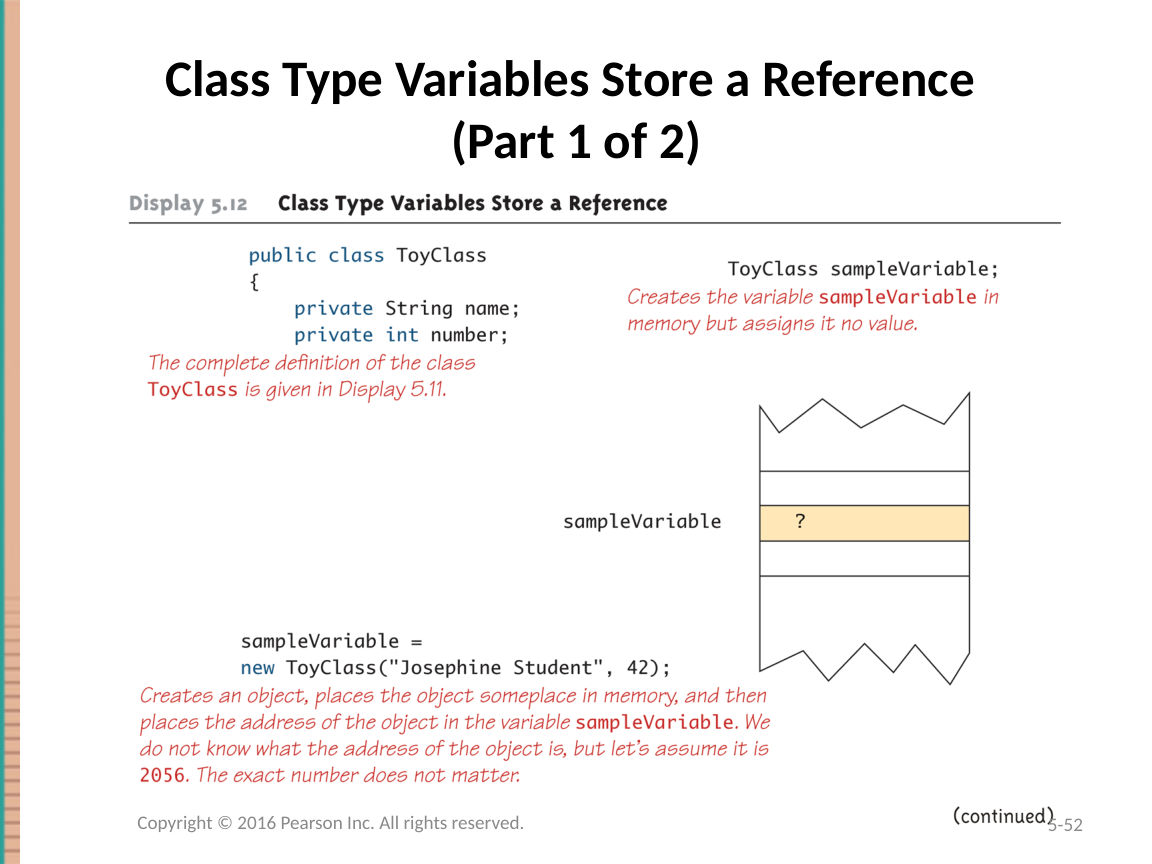 Class Type Variables Store a Reference
(Part 1 of 2)
Display 5.12 Class Type Variables Store a Reference
public class ToyClass
{
private String name;
private int number;
The complete definition of the class
ToyClass is given in Display 5.11.
ToyClass sampleVariable;
Creates the variable sampleVariable in
memory but assigns it no value.
sampleVariable ?
sampleVariable =
new ToyClass("Josephine Student", 42);
Creates an object, places the object someplace in memory, and then
places the address of the object in the variable sampleVariable. We
do not know what the address of the object is, but let's assume it is
2056. The exact number does not matter.
(continued)
Copyright © 2016 Pearson Inc. All rights reserved.
5-52